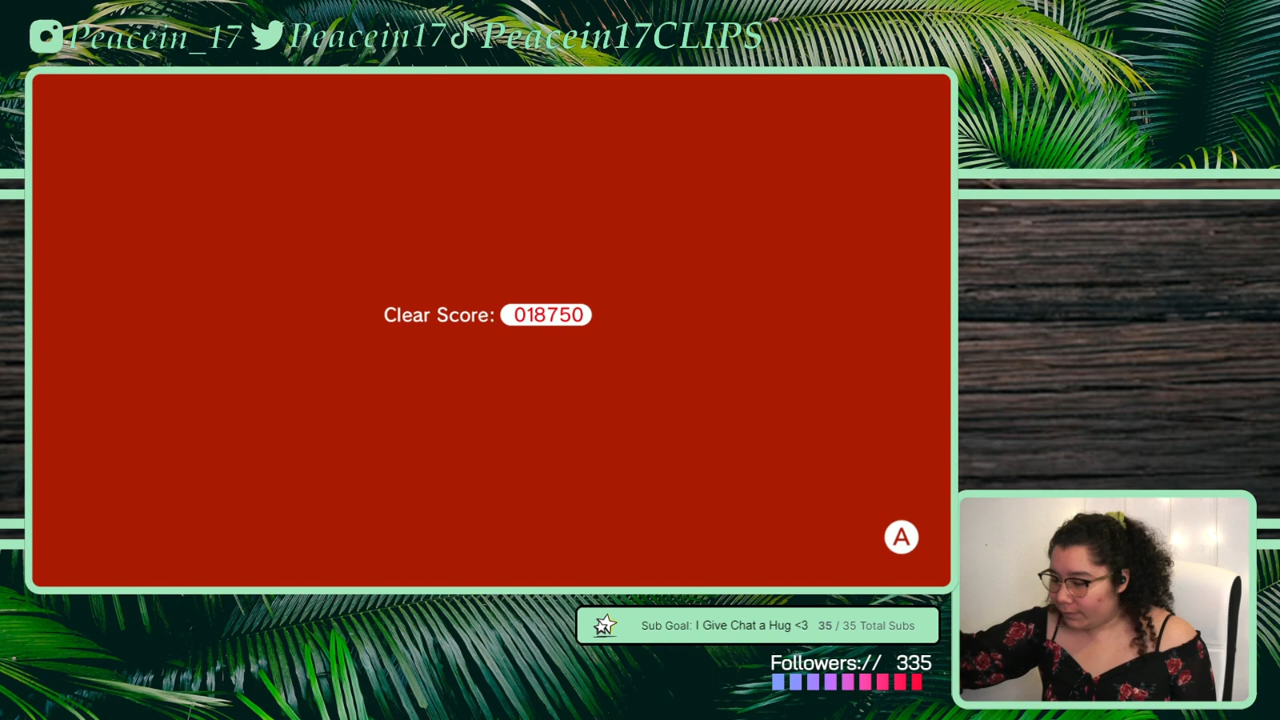 Peacein_17 Peacein17 Peacein17CLIPS
Clear Score: 018750
A
Sub Goal: I Give Chat a Hug <3 35 / 35 Total Subs
Followers:// 335